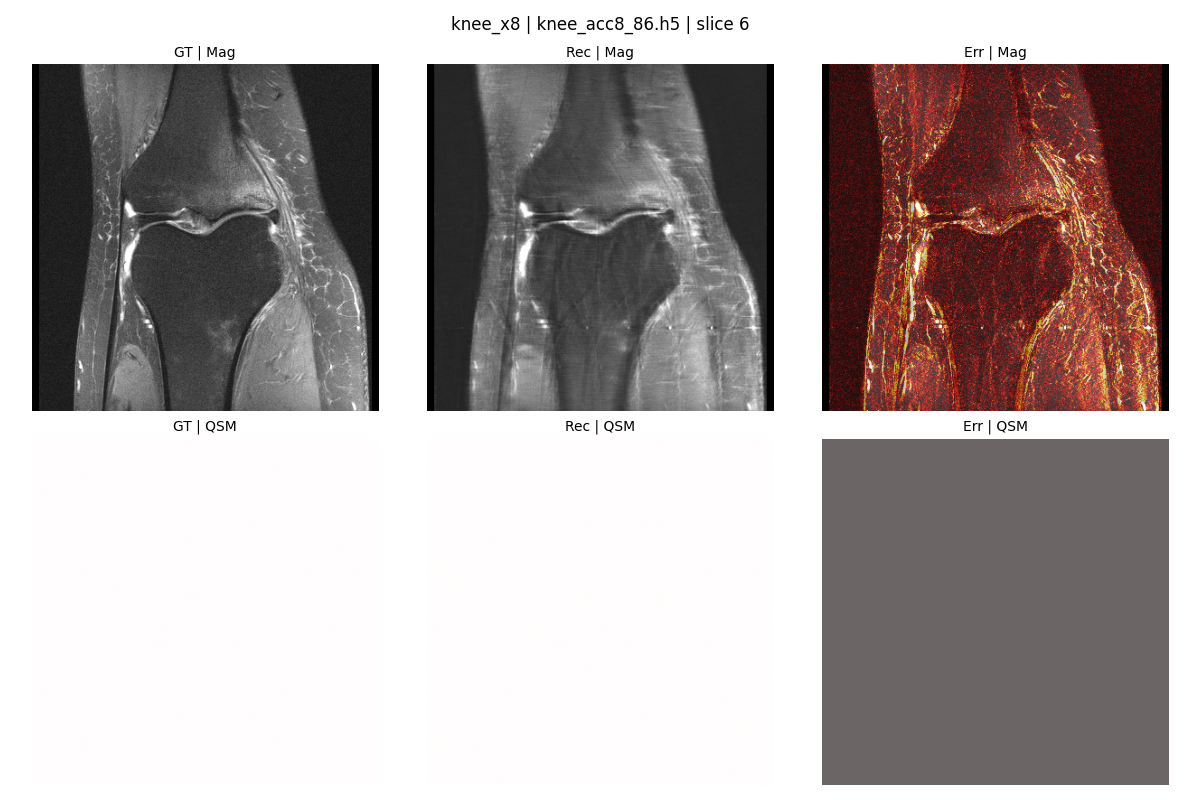 knee_x8 | knee_acc8_86.h5 | slice 6
GT | Mag
Rec | Mag
Err | Mag
GT | QSM
Rec | QSM
Err | QSM